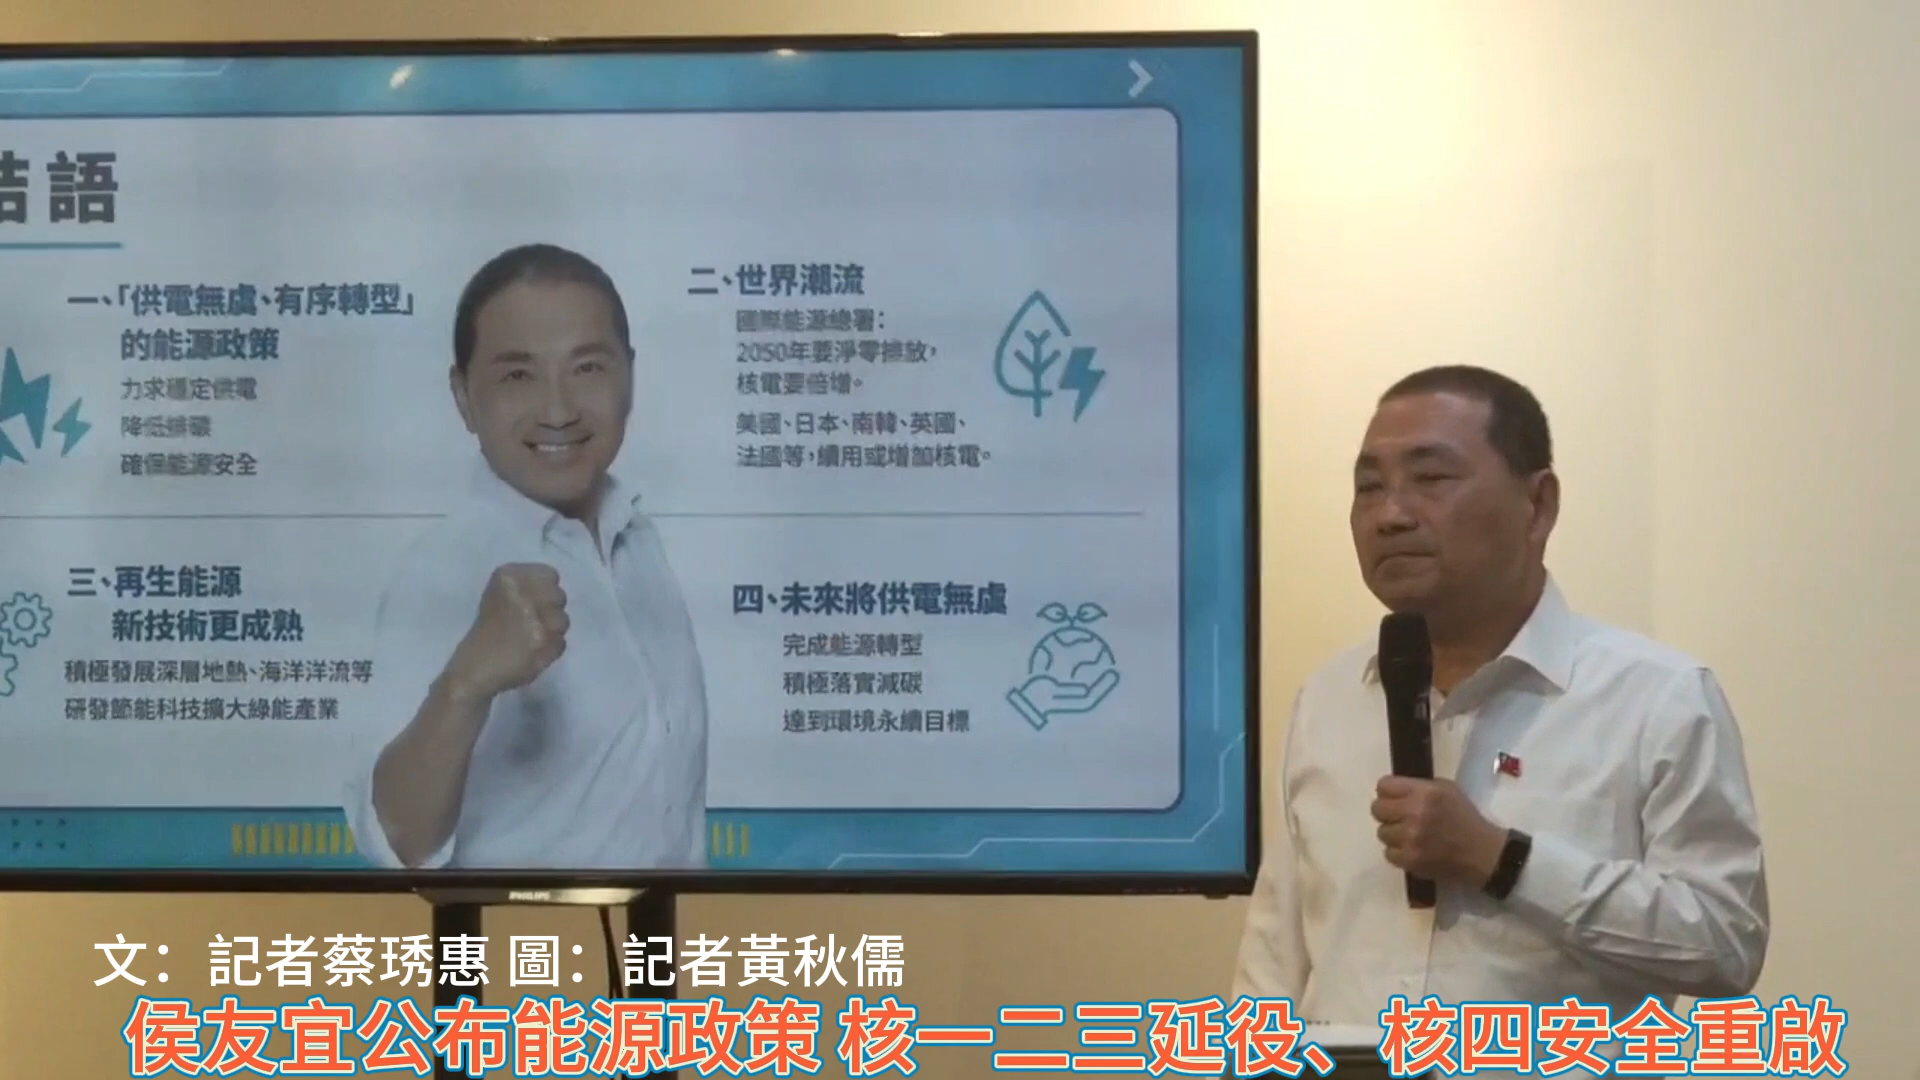 結語
一、「供電無虞、有序轉型」
的能源政策
力求穩定供電
降低排碳
確保能源安全
二、世界潮流
國際能源總署：
2050年要淨零排放，
核電要倍增。
美國、日本、南韓、英國、
法國等，續用或增加核電。
三、再生能源
新技術更成熟
積極發展深層地熱、海洋洋流等
研發節能科技擴大綠能產業
四、未來將供電無虞
完成能源轉型
積極落實減碳
達到環境永續目標
PHILIPS
文：記者蔡琇惠 圖：記者黃秋儒
侯友宜公布能源政策 核一二三延役、核四安全重啟